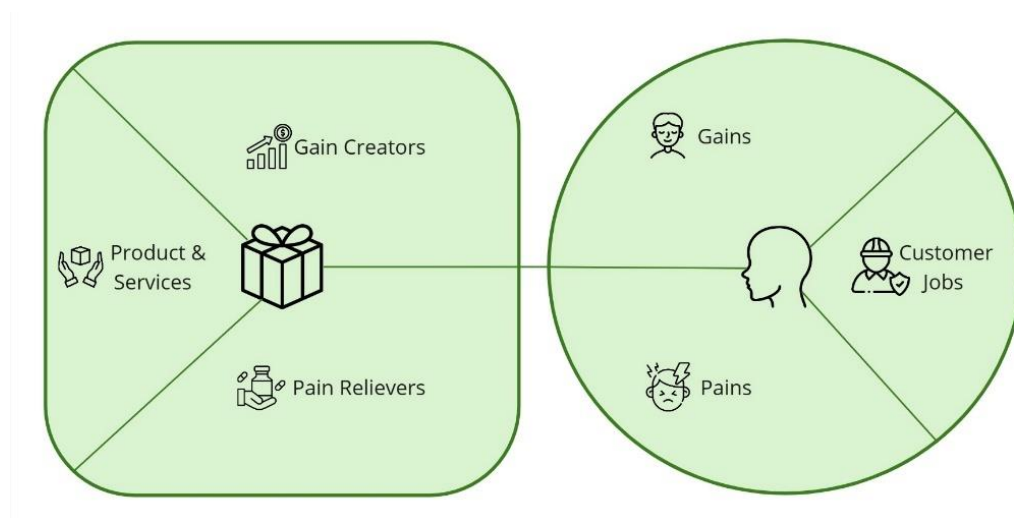 Gain Creators
Product &
Services
Pain Relievers
Gains
Customer
Jobs
Pains